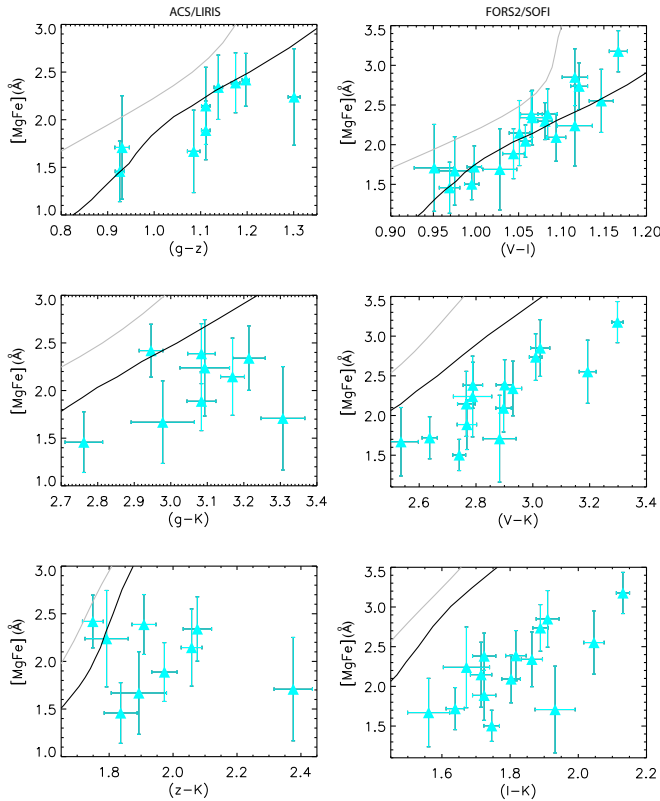 ACS/LIRIS FORS2/SOFI
3.0 2.5 2.0 1.5 1.0
[MgFe](Å)
0.8 0.9 1.0 1.1 1.2 1.3
(g−z)
3.5 3.0 2.5 2.0 1.5 1.0
[MgFe](Å)
0.90 0.95 1.00 1.05 1.10 1.15 1.20
(V−I)
3.0 2.5 2.0 1.5 1.0
[MgFe](Å)
2.7 2.8 2.9 3.0 3.1 3.2 3.3 3.4
(g−K)
3.5 3.0 2.5 2.0 1.5 1.0
[MgFe](Å)
2.6 2.8 3.0 3.2 3.4
(V−K)
3.0 2.5 2.0 1.5 1.0
[MgFe](Å)
1.8 2.0 2.2 2.4
(z−K)
3.5 3.0 2.5 2.0 1.5 1.0
[MgFe](Å)
1.6 1.8 2.0 2.2
(I−K)